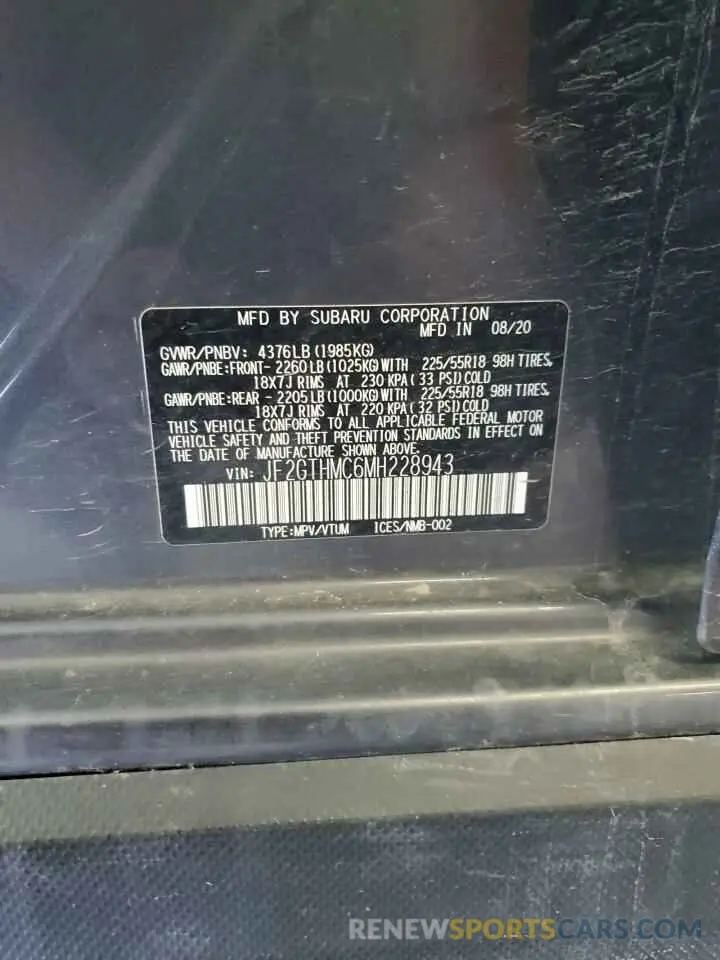 MFD BY SUBARU CORPORATION
MFD IN 08/20
GVWR/PNBV: 4376LB(1985KG)
GAWR/PNBE:FRONT- 2260LB(1025KG)WITH 225/55R18 98H TIRES,
18X7J RIMS AT 230 KPA(33 PSI)COLD
GAWR/PNBE:REAR - 2205LB(1000KG)WITH 225/55R18 98H TIRES,
18X7J RIMS AT 220 KPA(32 PSI)COLD
THIS VEHICLE CONFORMS TO ALL APPLICABLE FEDERAL MOTOR
VEHICLE SAFETY AND THEFT PREVENTION STANDARDS IN EFFECT ON
THE DATE OF MANUFACTURE SHOWN ABOVE.
VIN: JF2GTHMC6MH228943
TYPE:MPV/VTUM ICES/NMB-002
RENEWSPORTSCARS.COM